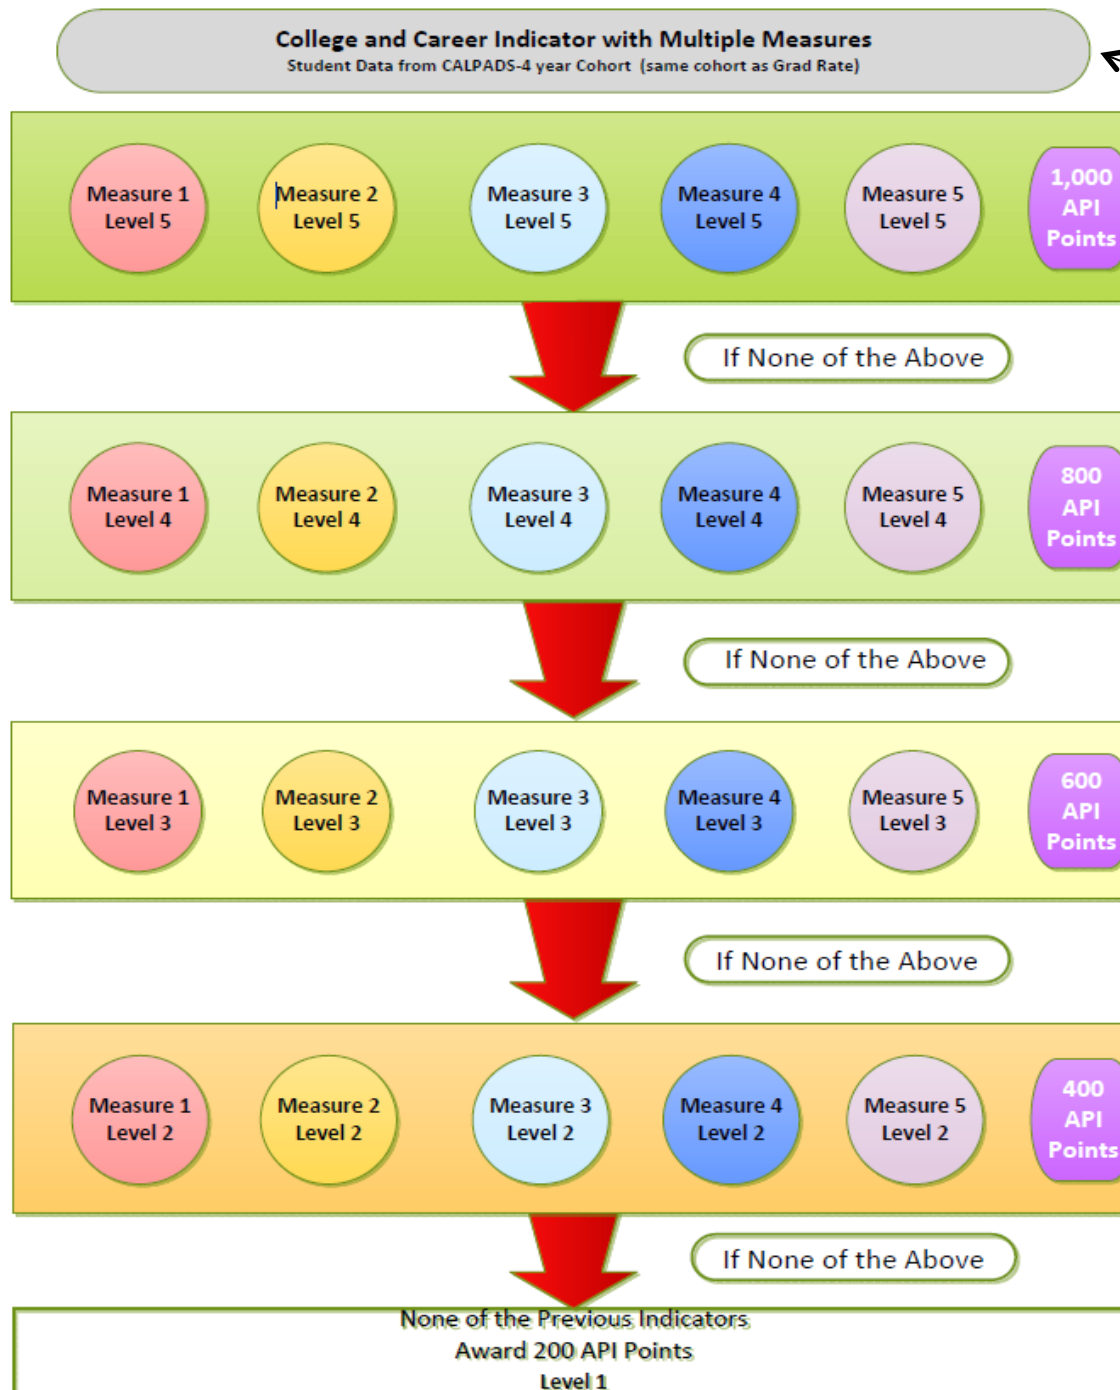 College and Career Indicator with Multiple Measures
Student Data from CALPADS-4 year Cohort (same cohort as Grad Rate)
Measure 1
Level 5
Measure 2
Level 5
Measure 3
Level 5
Measure 4
Level 5
Measure 5
Level 5
1,000
API
Points
If None of the Above
Measure 1
Level 4
Measure 2
Level 4
Measure 3
Level 4
Measure 4
Level 4
Measure 5
Level 4
800
API
Points
If None of the Above
Measure 1
Level 3
Measure 2
Level 3
Measure 3
Level 3
Measure 4
Level 3
Measure 5
Level 3
600
API
Points
If None of the Above
Measure 1
Level 2
Measure 2
Level 2
Measure 3
Level 2
Measure 4
Level 2
Measure 5
Level 2
400
API
Points
If None of the Above
None of the Previous Indicators
Award 200 API Points
Level 1